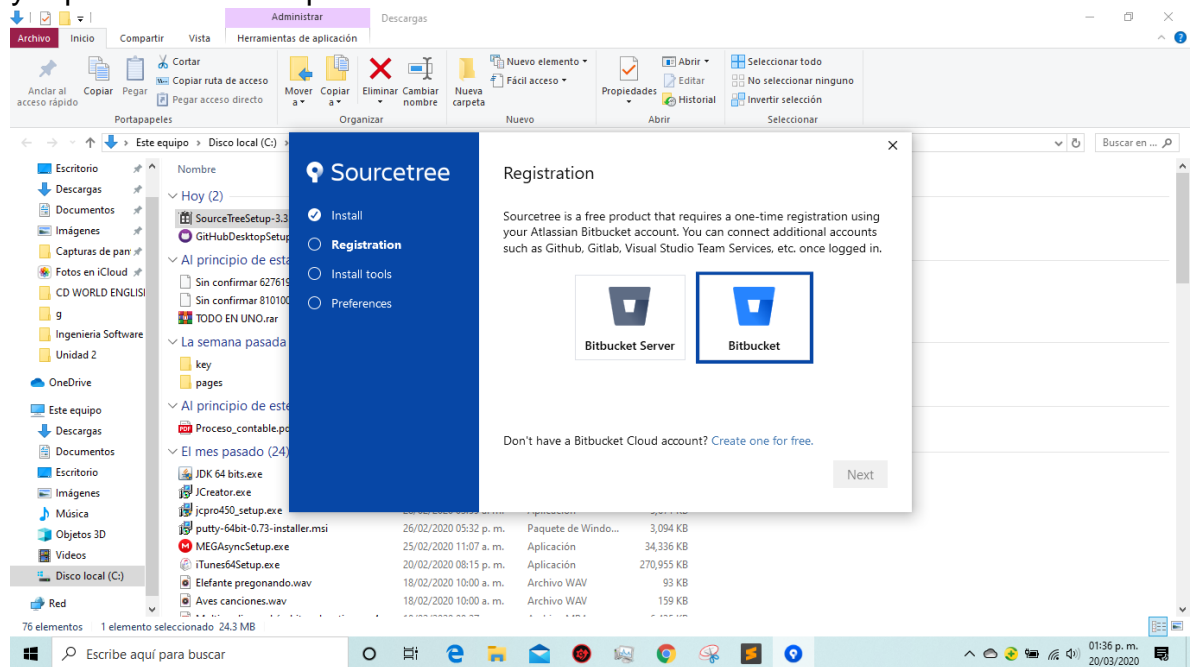 Administrar Descargas
Archivo Inicio Compartir Vista Herramientas de aplicación
Anclar al acceso rápido
Copiar
Pegar
Cortar
Copiar ruta de acceso
Pegar acceso directo
Portapapeles
Mover a
Copiar a
Eliminar
Cambiar nombre
Organizar
Nueva carpeta
Nuevo elemento
Fácil acceso
Nuevo
Propiedades
Abrir
Editar
Historial
Abrir
Seleccionar todo
No seleccionar ninguno
Invertir selección
Seleccionar
Este equipo > Disco local (C:) >
Buscar en ...
Escritorio
Descargas
Documentos
Imágenes
Capturas de pan
Fotos en iCloud
CD WORLD ENGLIS
g
Ingenieria Software
Unidad 2
OneDrive
Este equipo
Descargas
Documentos
Escritorio
Imágenes
Música
Objetos 3D
Videos
Disco local (C:)
Red
Nombre
Hoy (2)
SourceTreeSetup-3.3
GitHubDesktopSetup
Al principio de esta
Sin confirmar 627619
Sin confirmar 810100
TODO EN UNO.rar
La semana pasada
key
pages
Al principio de este
Proceso_contable.pd
El mes pasado (24)
JDK 64 bits.exe
JCreator.exe
jcpro450_setup.exe
putty-64bit-0.73-installer.msi 26/02/2020 05:32 p. m. Paquete de Windo... 3,094 KB
MEGAsyncSetup.exe 25/02/2020 11:07 a. m. Aplicación 34,336 KB
iTunes64Setup.exe 20/02/2020 08:15 p. m. Aplicación 270,955 KB
Elefante pregonando.wav 18/02/2020 10:00 a. m. Archivo WAV 93 KB
Aves canciones.wav 18/02/2020 10:00 a. m. Archivo WAV 159 KB
Sourcetree
Install
Registration
Install tools
Preferences
Registration
Sourcetree is a free product that requires a one-time registration using
your Atlassian Bitbucket account. You can connect additional accounts
such as Github, Gitlab, Visual Studio Team Services, etc. once logged in.
Bitbucket Server
Bitbucket
Don't have a Bitbucket Cloud account? Create one for free.
Next
76 elementos 1 elemento seleccionado 24.3 MB
Escribe aquí para buscar
01:36 p. m.
20/03/2020